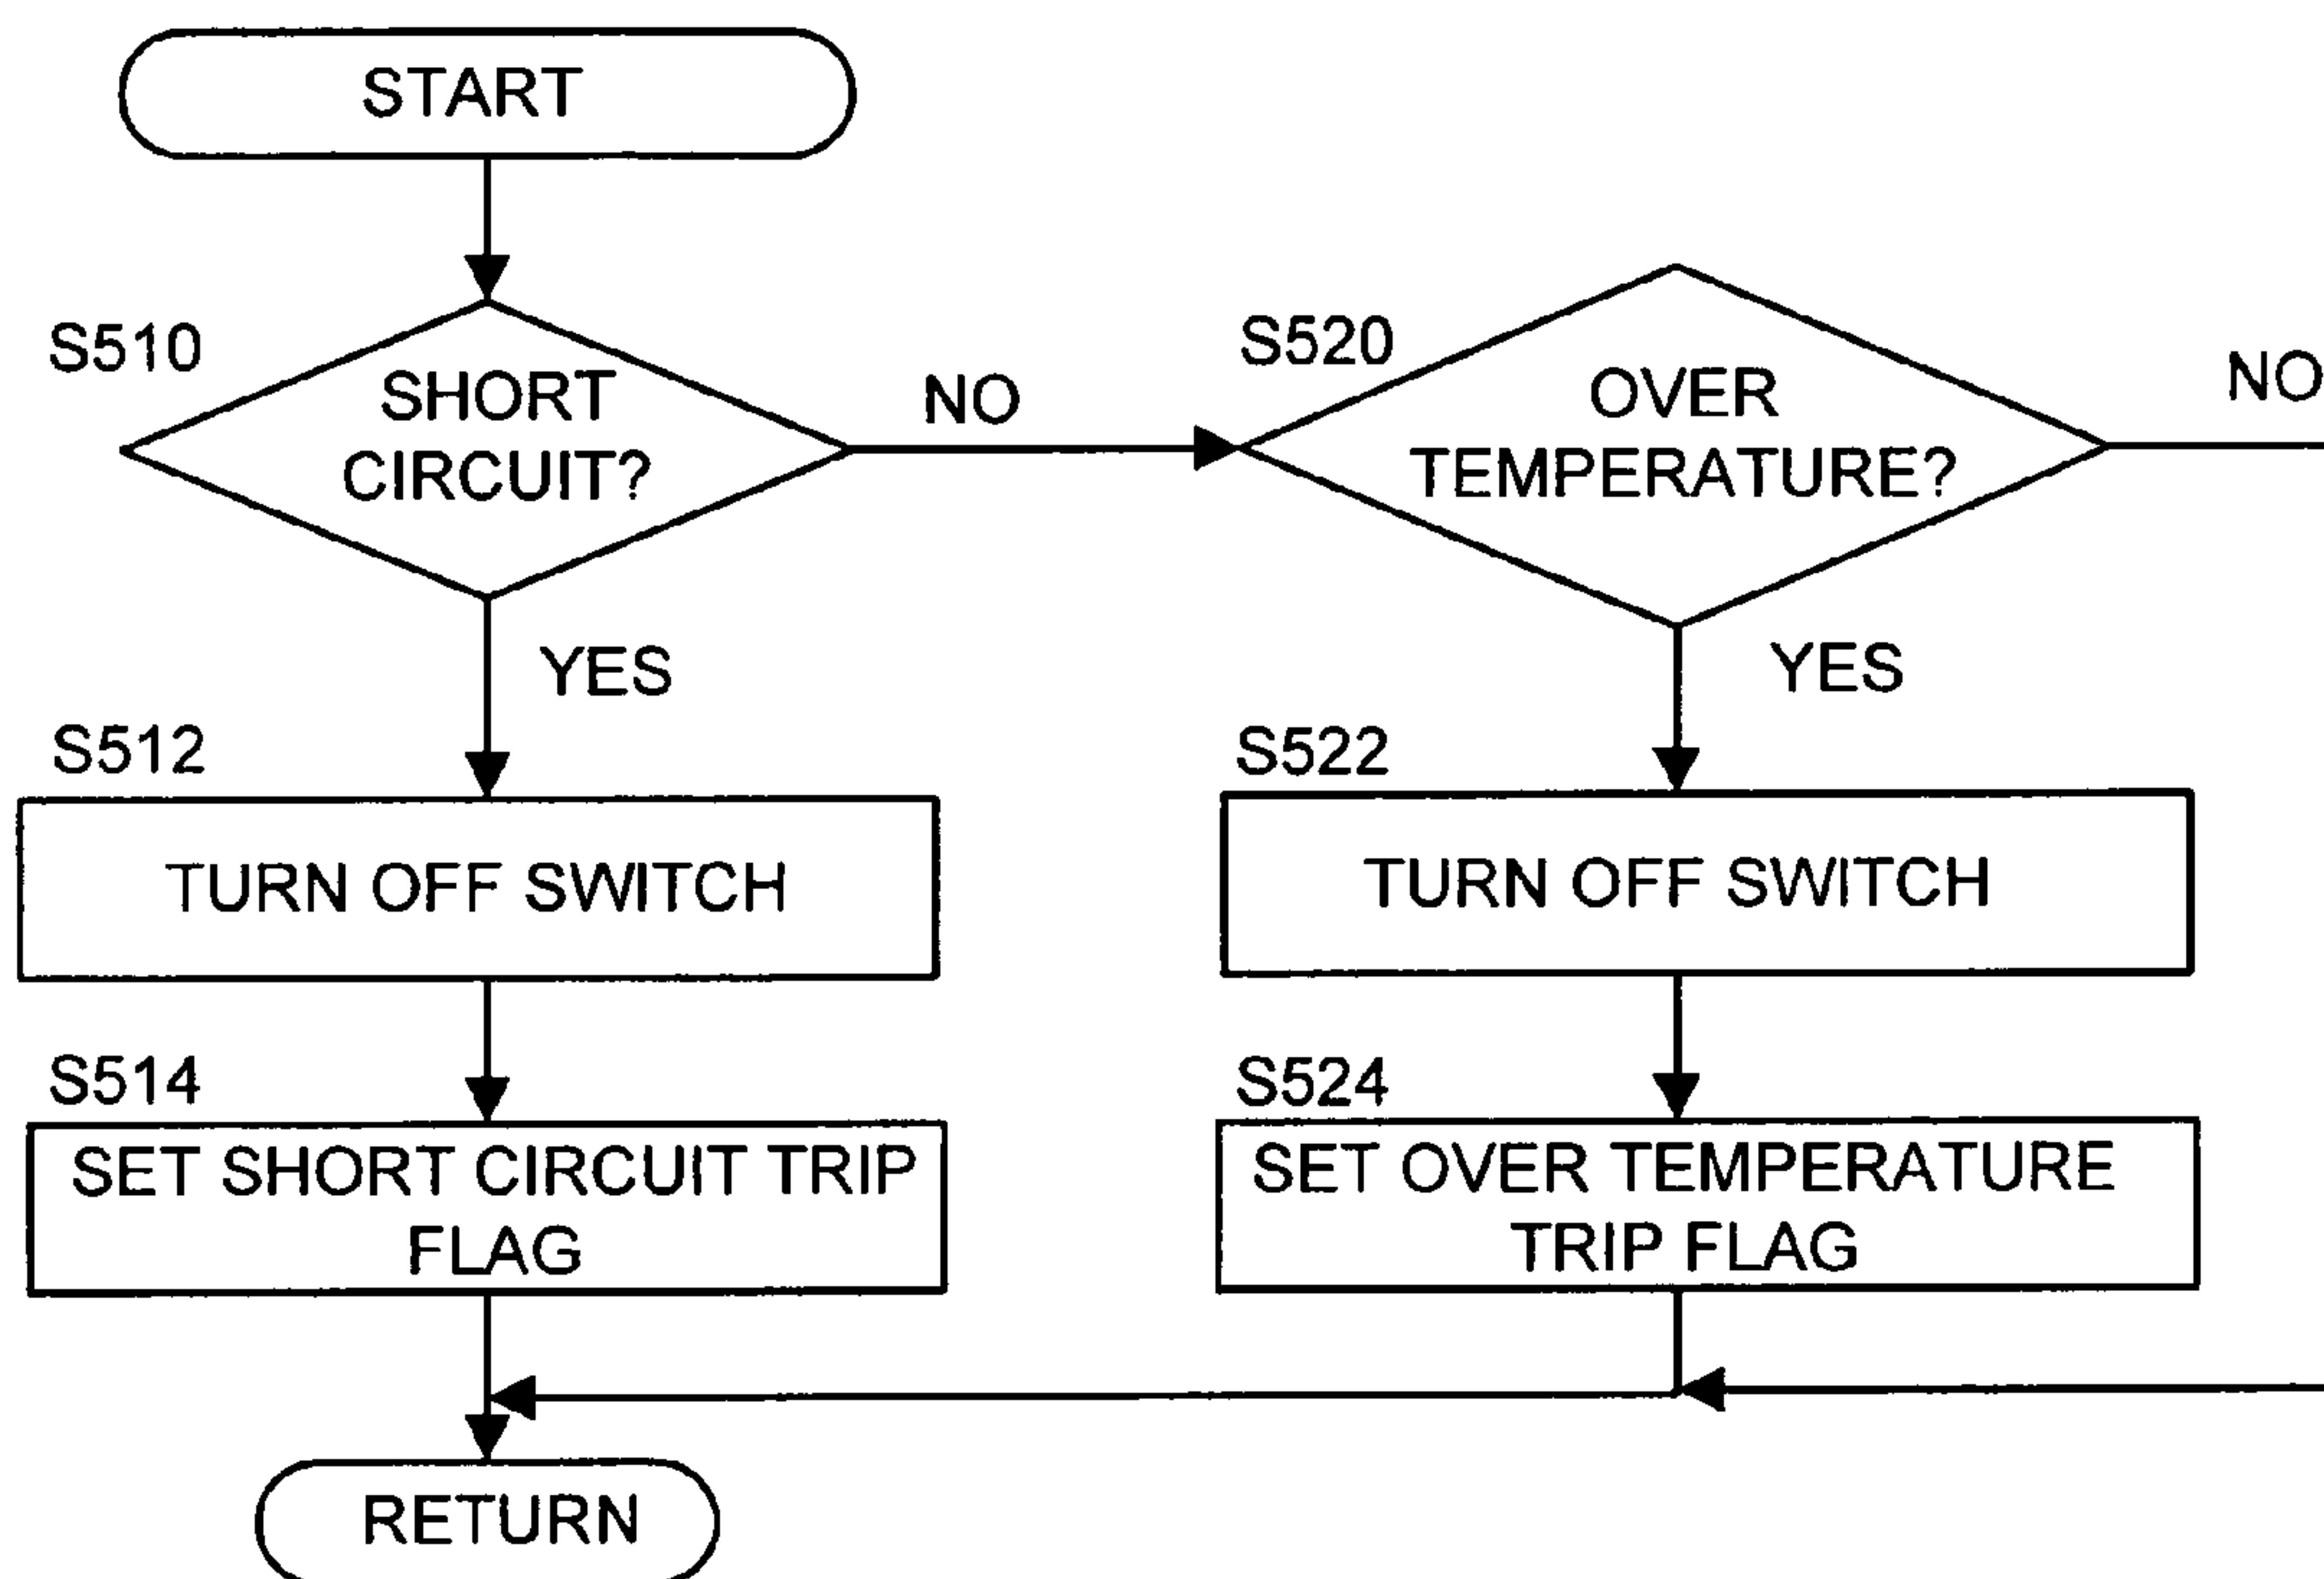 START
S510
SHORT
CIRCUIT?
NO
S520
OVER
TEMPERATURE?
NO
YES
YES
S512
TURN OFF SWITCH
S522
TURN OFF SWITCH
S514
SET SHORT CIRCUIT TRIP
FLAG
S524
SET OVER TEMPERATURE
TRIP FLAG
RETURN